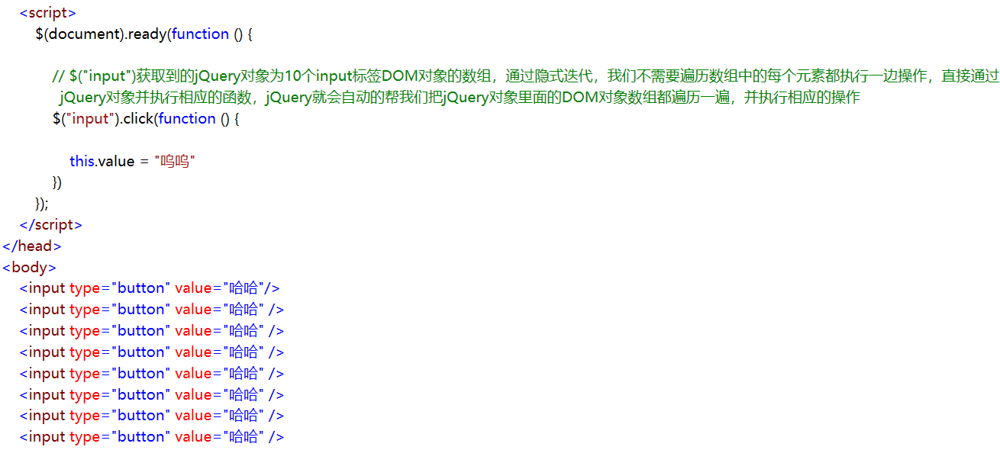 <script>
$(document).ready(function () {
// $("input")获取到的jQuery对象为10个input标签DOM对象的数组，通过隐式迭代，我们不需要遍历数组中的每个元素都执行一边操作，直接通过
jQuery对象并执行相应的函数，jQuery就会自动的帮我们把jQuery对象里面的DOM对象数组都遍历一遍，并执行相应的操作
$("input").click(function () {
this.value = "呜呜"
})
});
</script>
</head>
<body>
<input type="button" value="哈哈"/>
<input type="button" value="哈哈" />
<input type="button" value="哈哈" />
<input type="button" value="哈哈" />
<input type="button" value="哈哈" />
<input type="button" value="哈哈" />
<input type="button" value="哈哈" />
<input type="button" value="哈哈" />